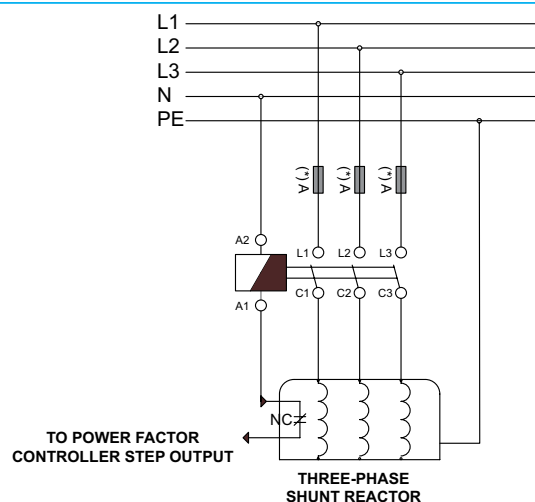 L1
L2
L3
N
PE
(*) A
(*) A
(*) A
A2
L1
L2
L3
A1
C1
C2
C3
NC
TO POWER FACTOR
CONTROLLER STEP OUTPUT
THREE-PHASE
SHUNT REACTOR